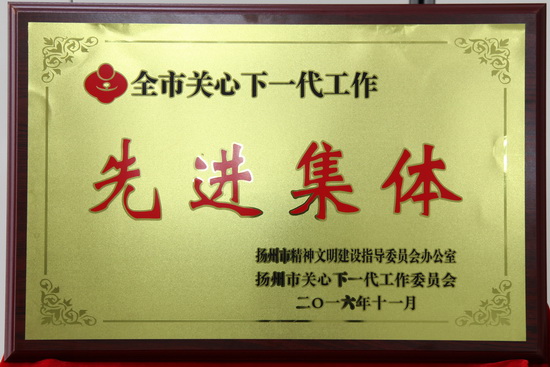 全市关心下一代工作
先进集体
扬州市精神文明建设指导委员会办公室
扬州市关心下一代工作委员会
二〇一六年十一月